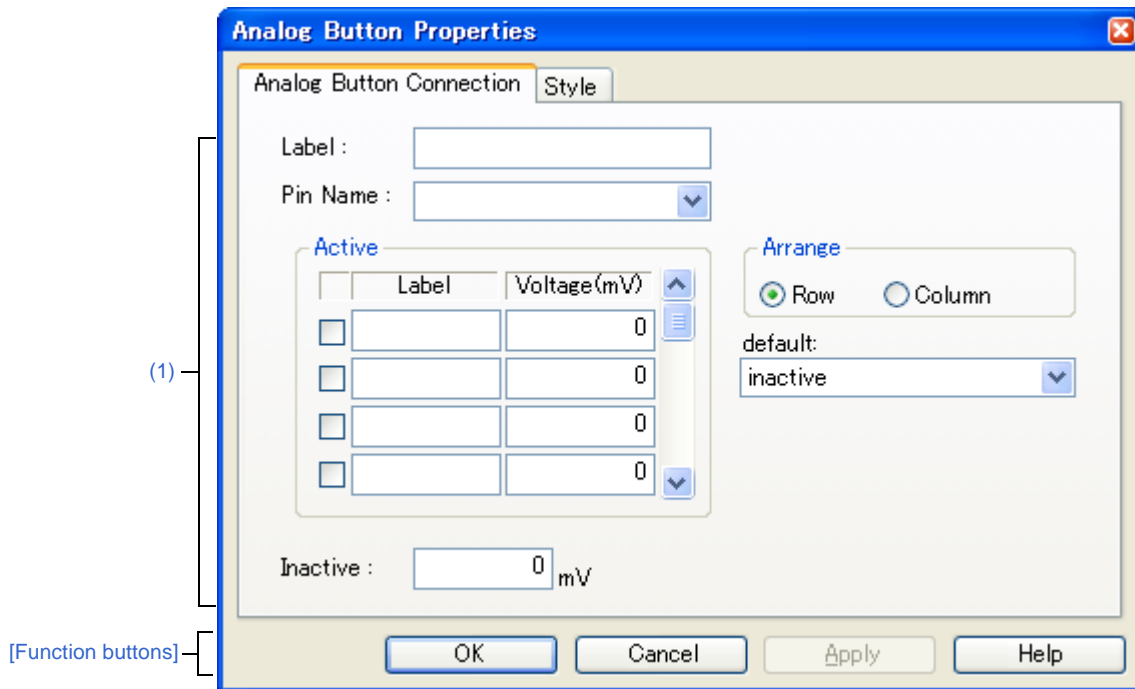 Analog Button Properties
Analog Button Connection
Style
Label :
Pin Name :
Active
Label Voltage(mV)
0
0
0
0
Arrange
Row Column
default:
inactive
Inactive : 0 mV
(1)
[Function buttons]
OK Cancel Apply Help